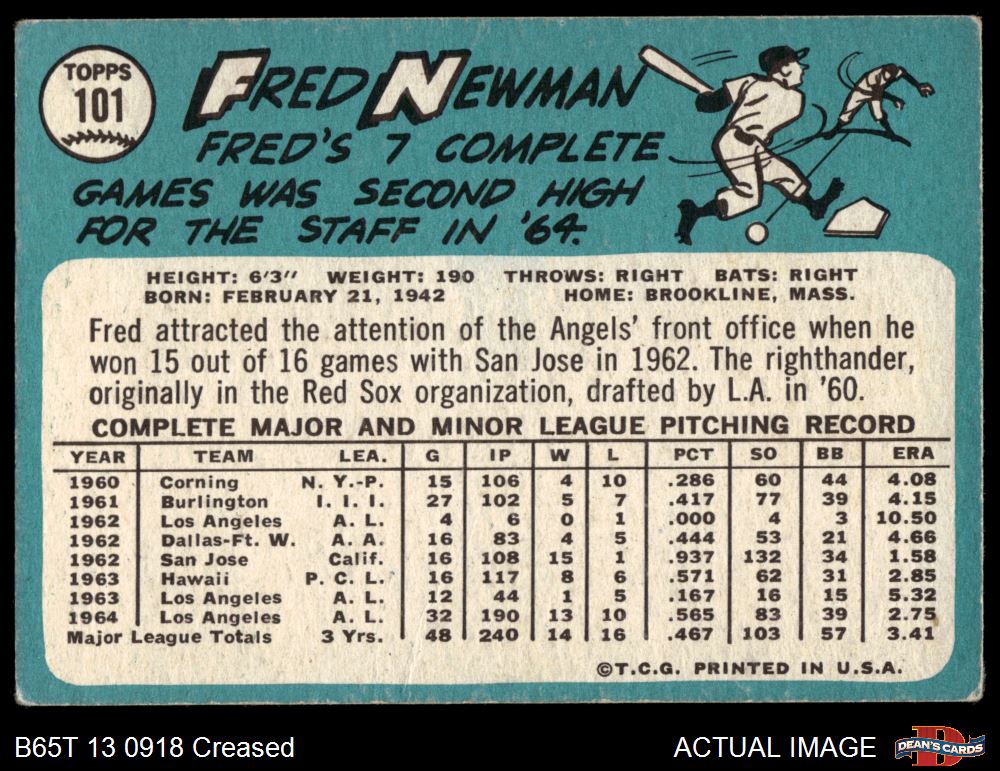 TOPPS
101
FRED NEWMAN
FRED'S 7 COMPLETE
GAMES WAS SECOND HIGH
FOR THE STAFF IN '64.
HEIGHT: 6'3" WEIGHT: 190 THROWS: RIGHT BATS: RIGHT
BORN: FEBRUARY 21, 1942 HOME: BROOKLINE, MASS.
Fred attracted the attention of the Angels' front office when he
won 15 out of 16 games with San Jose in 1962. The righthander,
originally in the Red Sox organization, drafted by L.A. in '60.
COMPLETE MAJOR AND MINOR LEAGUE PITCHING RECORD
YEAR TEAM LEA. G IP W L PCT SO BB ERA
1960 Corning N. Y.-P. 15 106 4 10 .286 60 44 4.08
1961 Burlington I. I. I. 27 102 5 7 .417 77 39 4.15
1962 Los Angeles A. L. 4 6 0 1 .000 4 3 10.50
1962 Dallas-Ft. W. A. A. 16 83 4 5 .444 53 21 4.66
1962 San Jose Calif. 16 108 15 1 .937 132 34 1.58
1963 Hawaii P. C. L. 16 117 8 6 .571 62 31 2.85
1963 Los Angeles A. L. 12 44 1 5 .167 16 15 5.32
1964 Los Angeles A. L. 32 190 13 10 .565 83 39 2.75
Major League Totals 3 Yrs. 48 240 14 16 .467 103 57 3.41
©T.C.G. PRINTED IN U.S.A.
B65T 13 0918 Creased ACTUAL IMAGE
D
DEAN'S CARDS